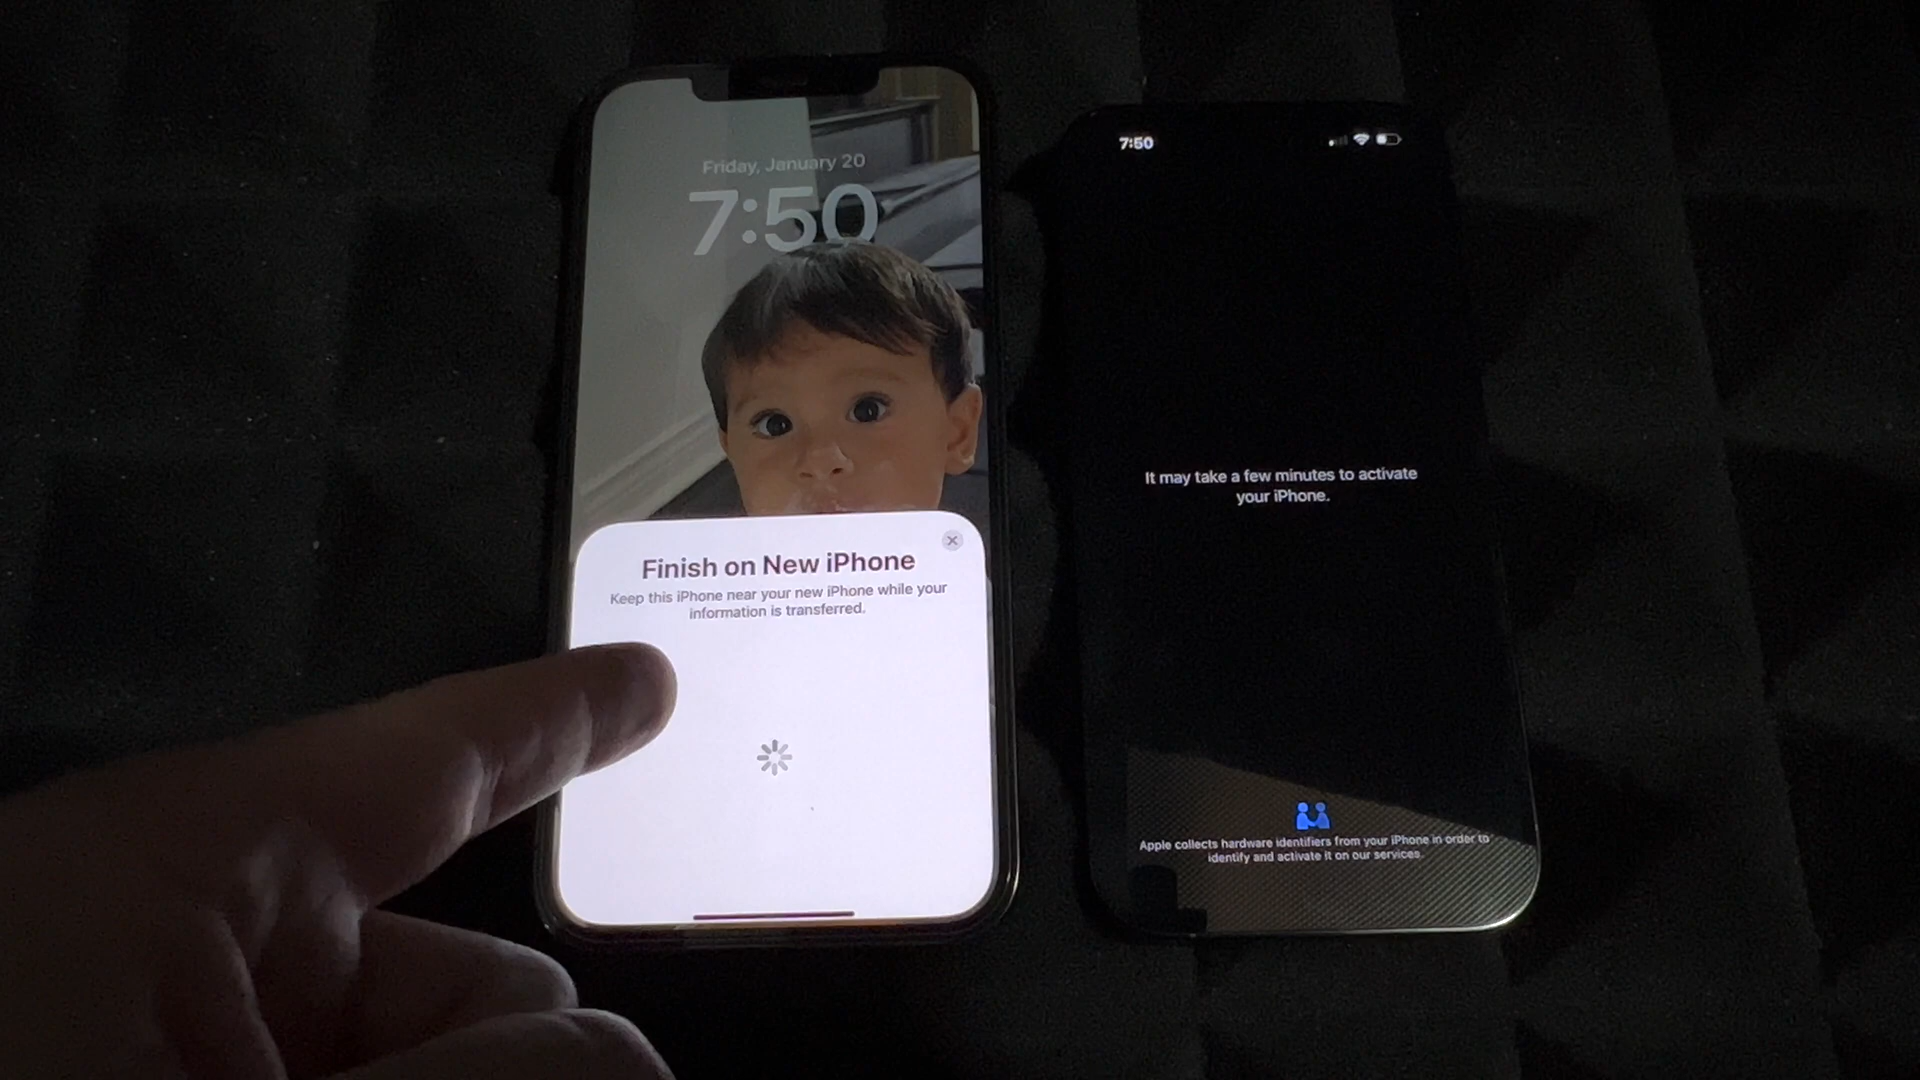 Friday, January 20
7:50
Finish on New iPhone
Keep this iPhone near your new iPhone while your
information is transferred.
7:50
It may take a few minutes to activate
your iPhone.
Apple collects hardware identifiers from your iPhone in order to
identify and activate it on our services.